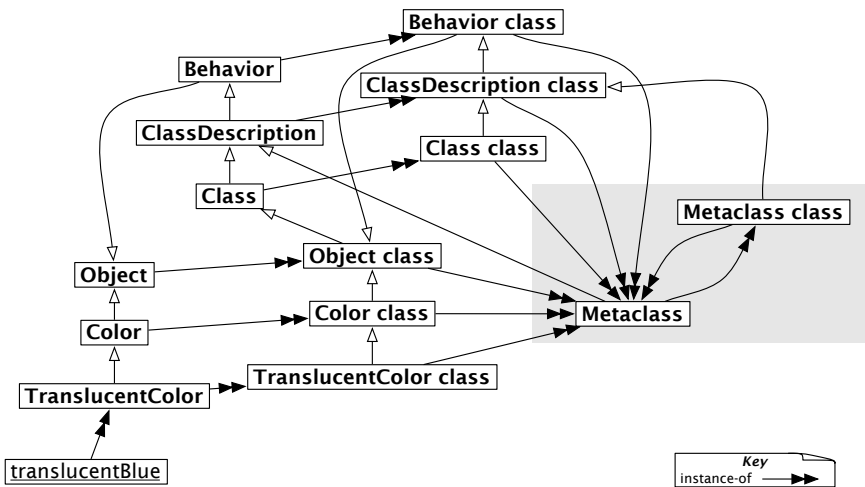 Behavior class
Behavior
ClassDescription class
ClassDescription
Class class
Class
Metaclass class
Object class
Object
Color class
Metaclass
Color
TranslucentColor class
TranslucentColor
translucentBlue
Key
instance-of